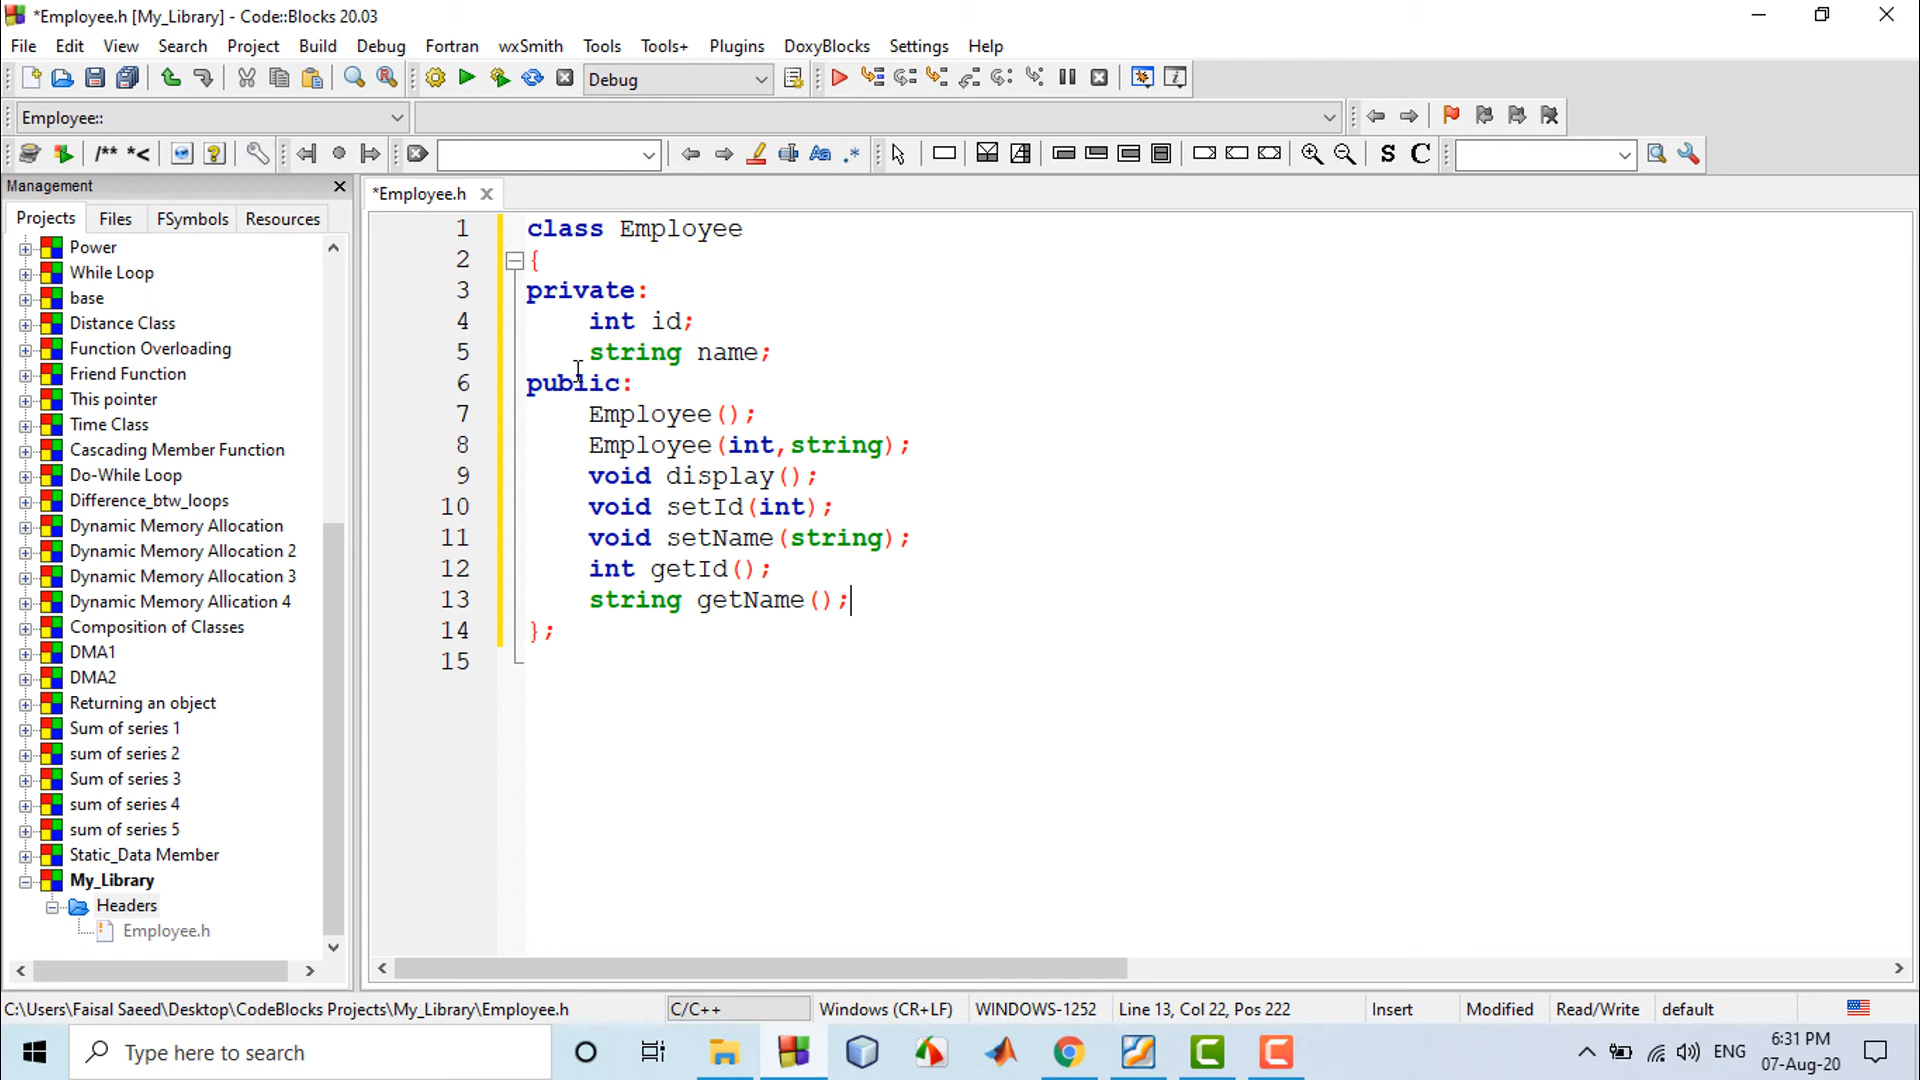 *Employee.h [My_Library] - Code::Blocks 20.03
File Edit View Search Project Build Debug Fortran wxSmith Tools Tools+ Plugins DoxyBlocks Settings Help
Debug
Employee::
/** *< Aa .* S C
Management
Projects Files FSymbols Resources
*Employee.h
Power
While Loop
base
Distance Class
Function Overloading
Friend Function
This pointer
Time Class
Cascading Member Function
Do-While Loop
Difference_btw_loops
Dynamic Memory Allocation
Dynamic Memory Allocation 2
Dynamic Memory Allocation 3
Dynamic Memory Allication 4
Composition of Classes
DMA1
DMA2
Returning an object
Sum of series 1
sum of series 2
Sum of series 3
sum of series 4
sum of series 5
Static_Data Member
My_Library
Headers
Employee.h
1 class Employee
2 {
3 private:
4 int id;
5 string name;
6 public:
7 Employee();
8 Employee(int,string);
9 void display();
10 void setId(int);
11 void setName(string);
12 int getId();
13 string getName();
14 };
15
C:\Users\Faisal Saeed\Desktop\CodeBlocks Projects\My_Library\Employee.h C/C++ Windows (CR+LF) WINDOWS-1252 Line 13, Col 22, Pos 222 Insert Modified Read/Write default
Type here to search
ENG
6:31 PM
07-Aug-20